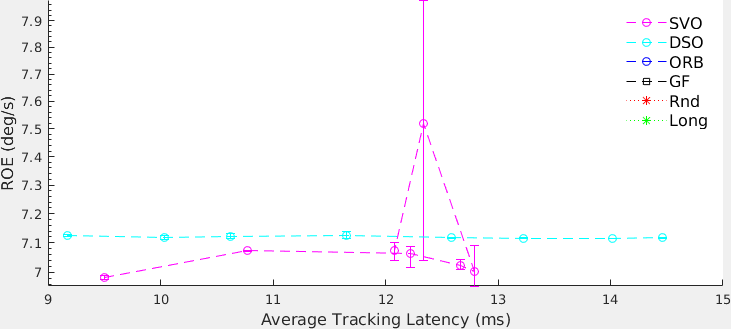 7.9
7.8
7.7
7.6
7.5
7.4
7.3
7.2
7.1
7
ROE (deg/s)
9 10 11 12 13 14 15
Average Tracking Latency (ms)
SVO
DSO
ORB
GF
Rnd
Long